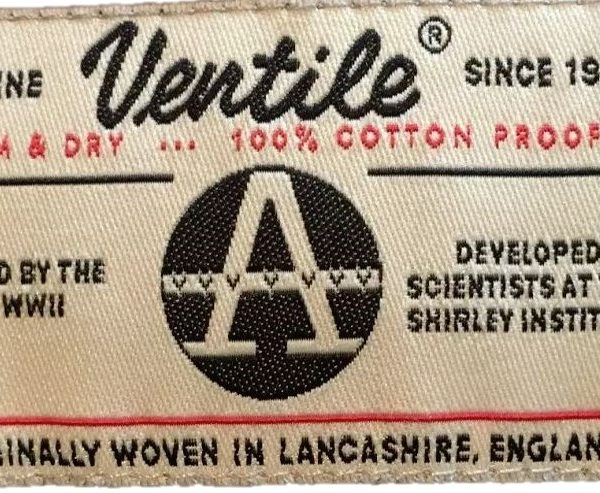 INE Ventile® SINCE 19
M & DRY ... 100% COTTON PROOF
A
D BY THE
WWII
DEVELOPED
SCIENTISTS AT
SHIRLEY INSTIT
GINALLY WOVEN IN LANCASHIRE, ENGLAN